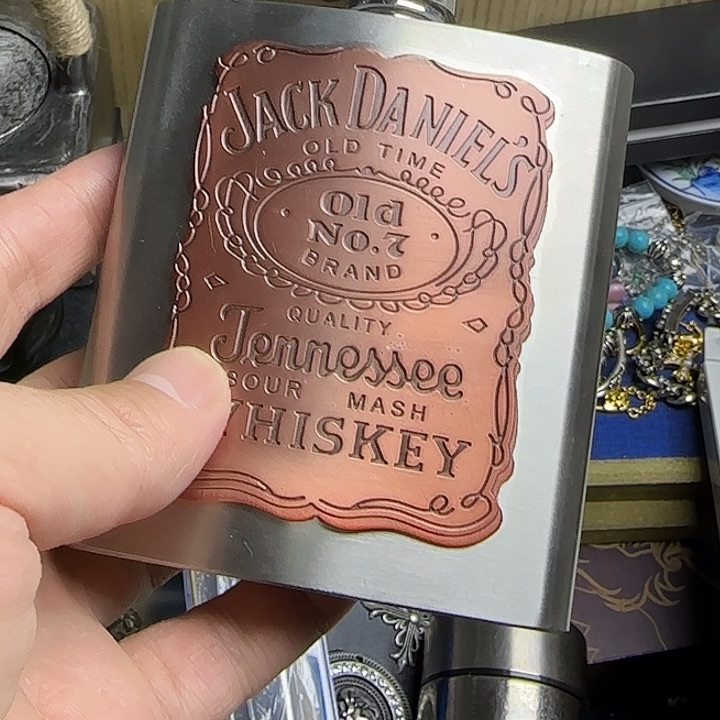 JACK DANIEL'S
OLD TIME
Old
No.7
BRAND
QUALITY
Tennessee
SOUR MASH
WHISKEY